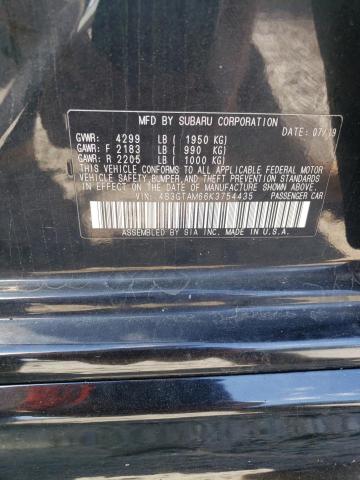 MFD BY SUBARU CORPORATION
DATE: 07/19
GVWR: 4299 LB ( 1950 KG)
GAWR: F 2183 LB ( 990 KG)
GAWR: R 2205 LB ( 1000 KG)
THIS VEHICLE CONFORMS TO ALL APPLICABLE FEDERAL MOTOR
VEHICLE SAFETY BUMPER AND THEFT PREVENTION STANDARDS
IN EFFECT ON THE DATE OF MANUFACTURE SHOWN ABOVE.
VIN: 4S3GTAM66K3754435 PASSENGER CAR
ASSEMBLED BY SIA INC. MADE IN U.S.A.